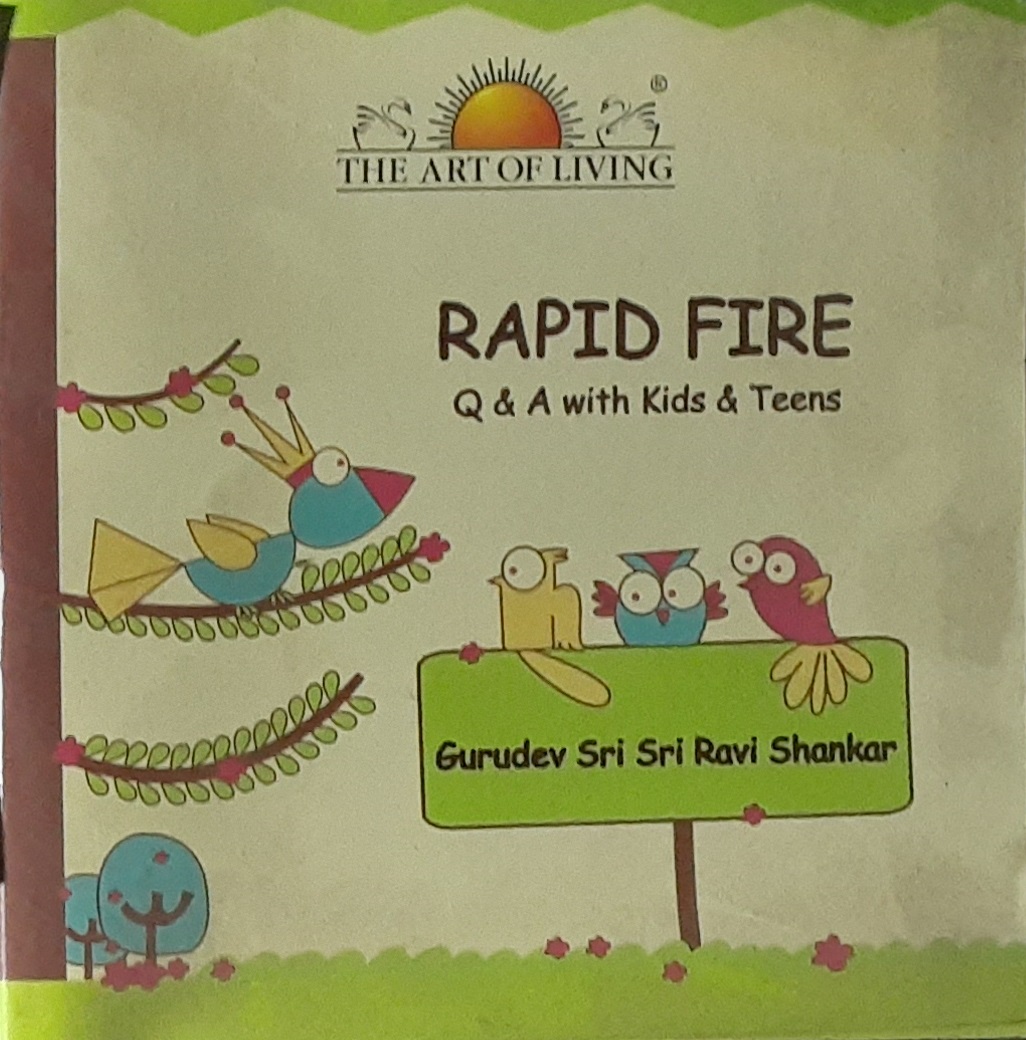 ®
THE ART OF LIVING
RAPID FIRE
Q & A with Kids & Teens
Gurudev Sri Sri Ravi Shankar